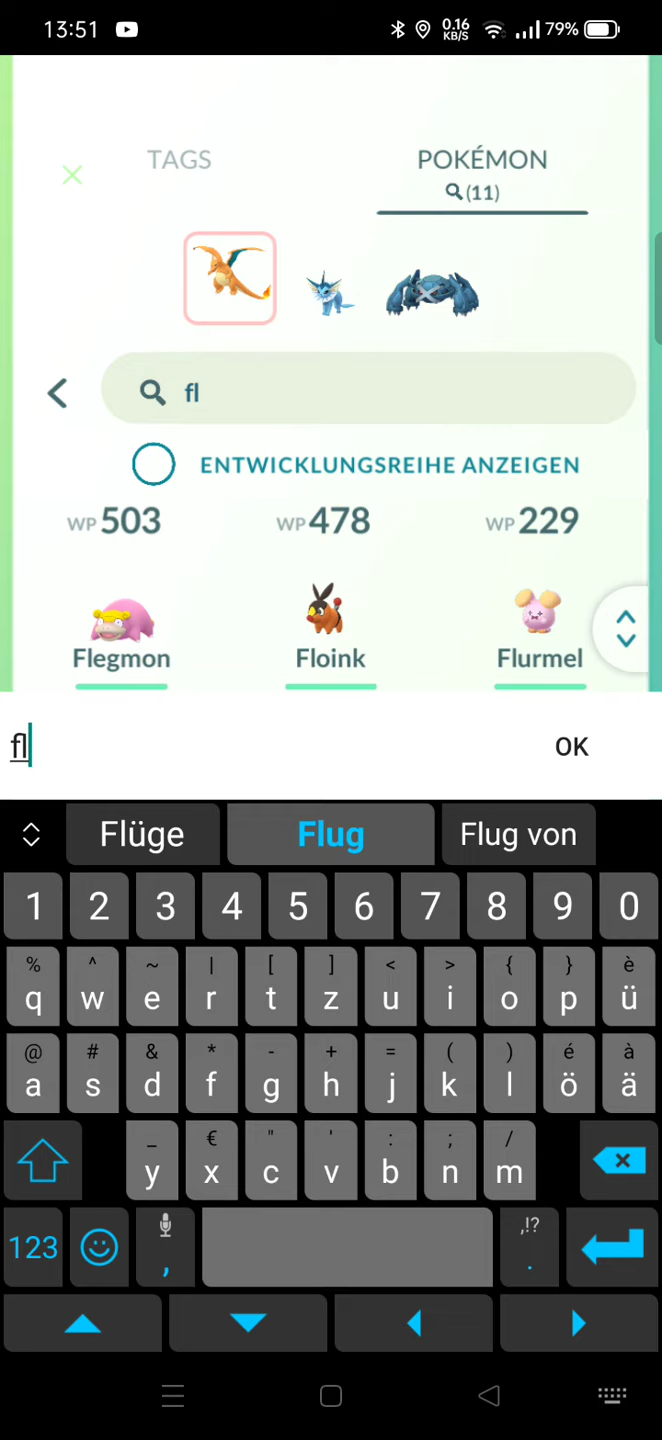 13:51 0.16 KB/S 79%
TAGS POKÉMON
(11)
fl
ENTWICKLUNGSREIHE ANZEIGEN
WP 503 WP 478 WP 229
Flegmon Floink Flurmel
fl OK
Flüge Flug Flug von
1 2 3 4 5 6 7 8 9 0
% ^ ~ | [ ] < > { } è
q w e r t z u i o p ü
@ # & * - + = ( ) é à
a s d f g h j k l ö ä
_ € " ' : ; /
y x c v b n m
,!?
123 , .